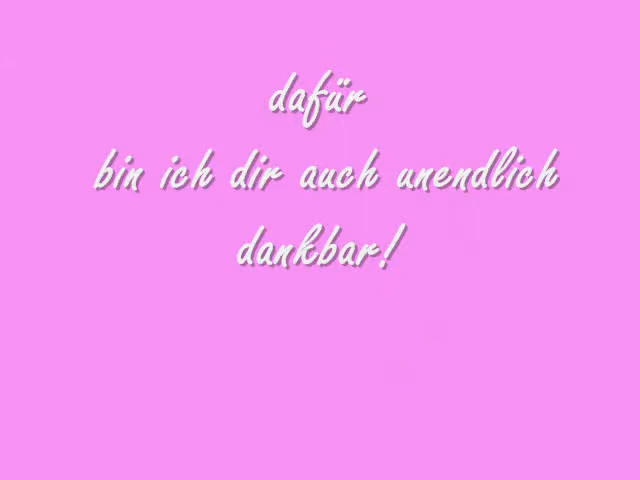 dafür
bin ich dir auch unendlich
dankbar!